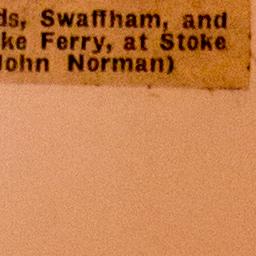 ds, Swaffham, and
ke Ferry, at Stoke
John Norman)